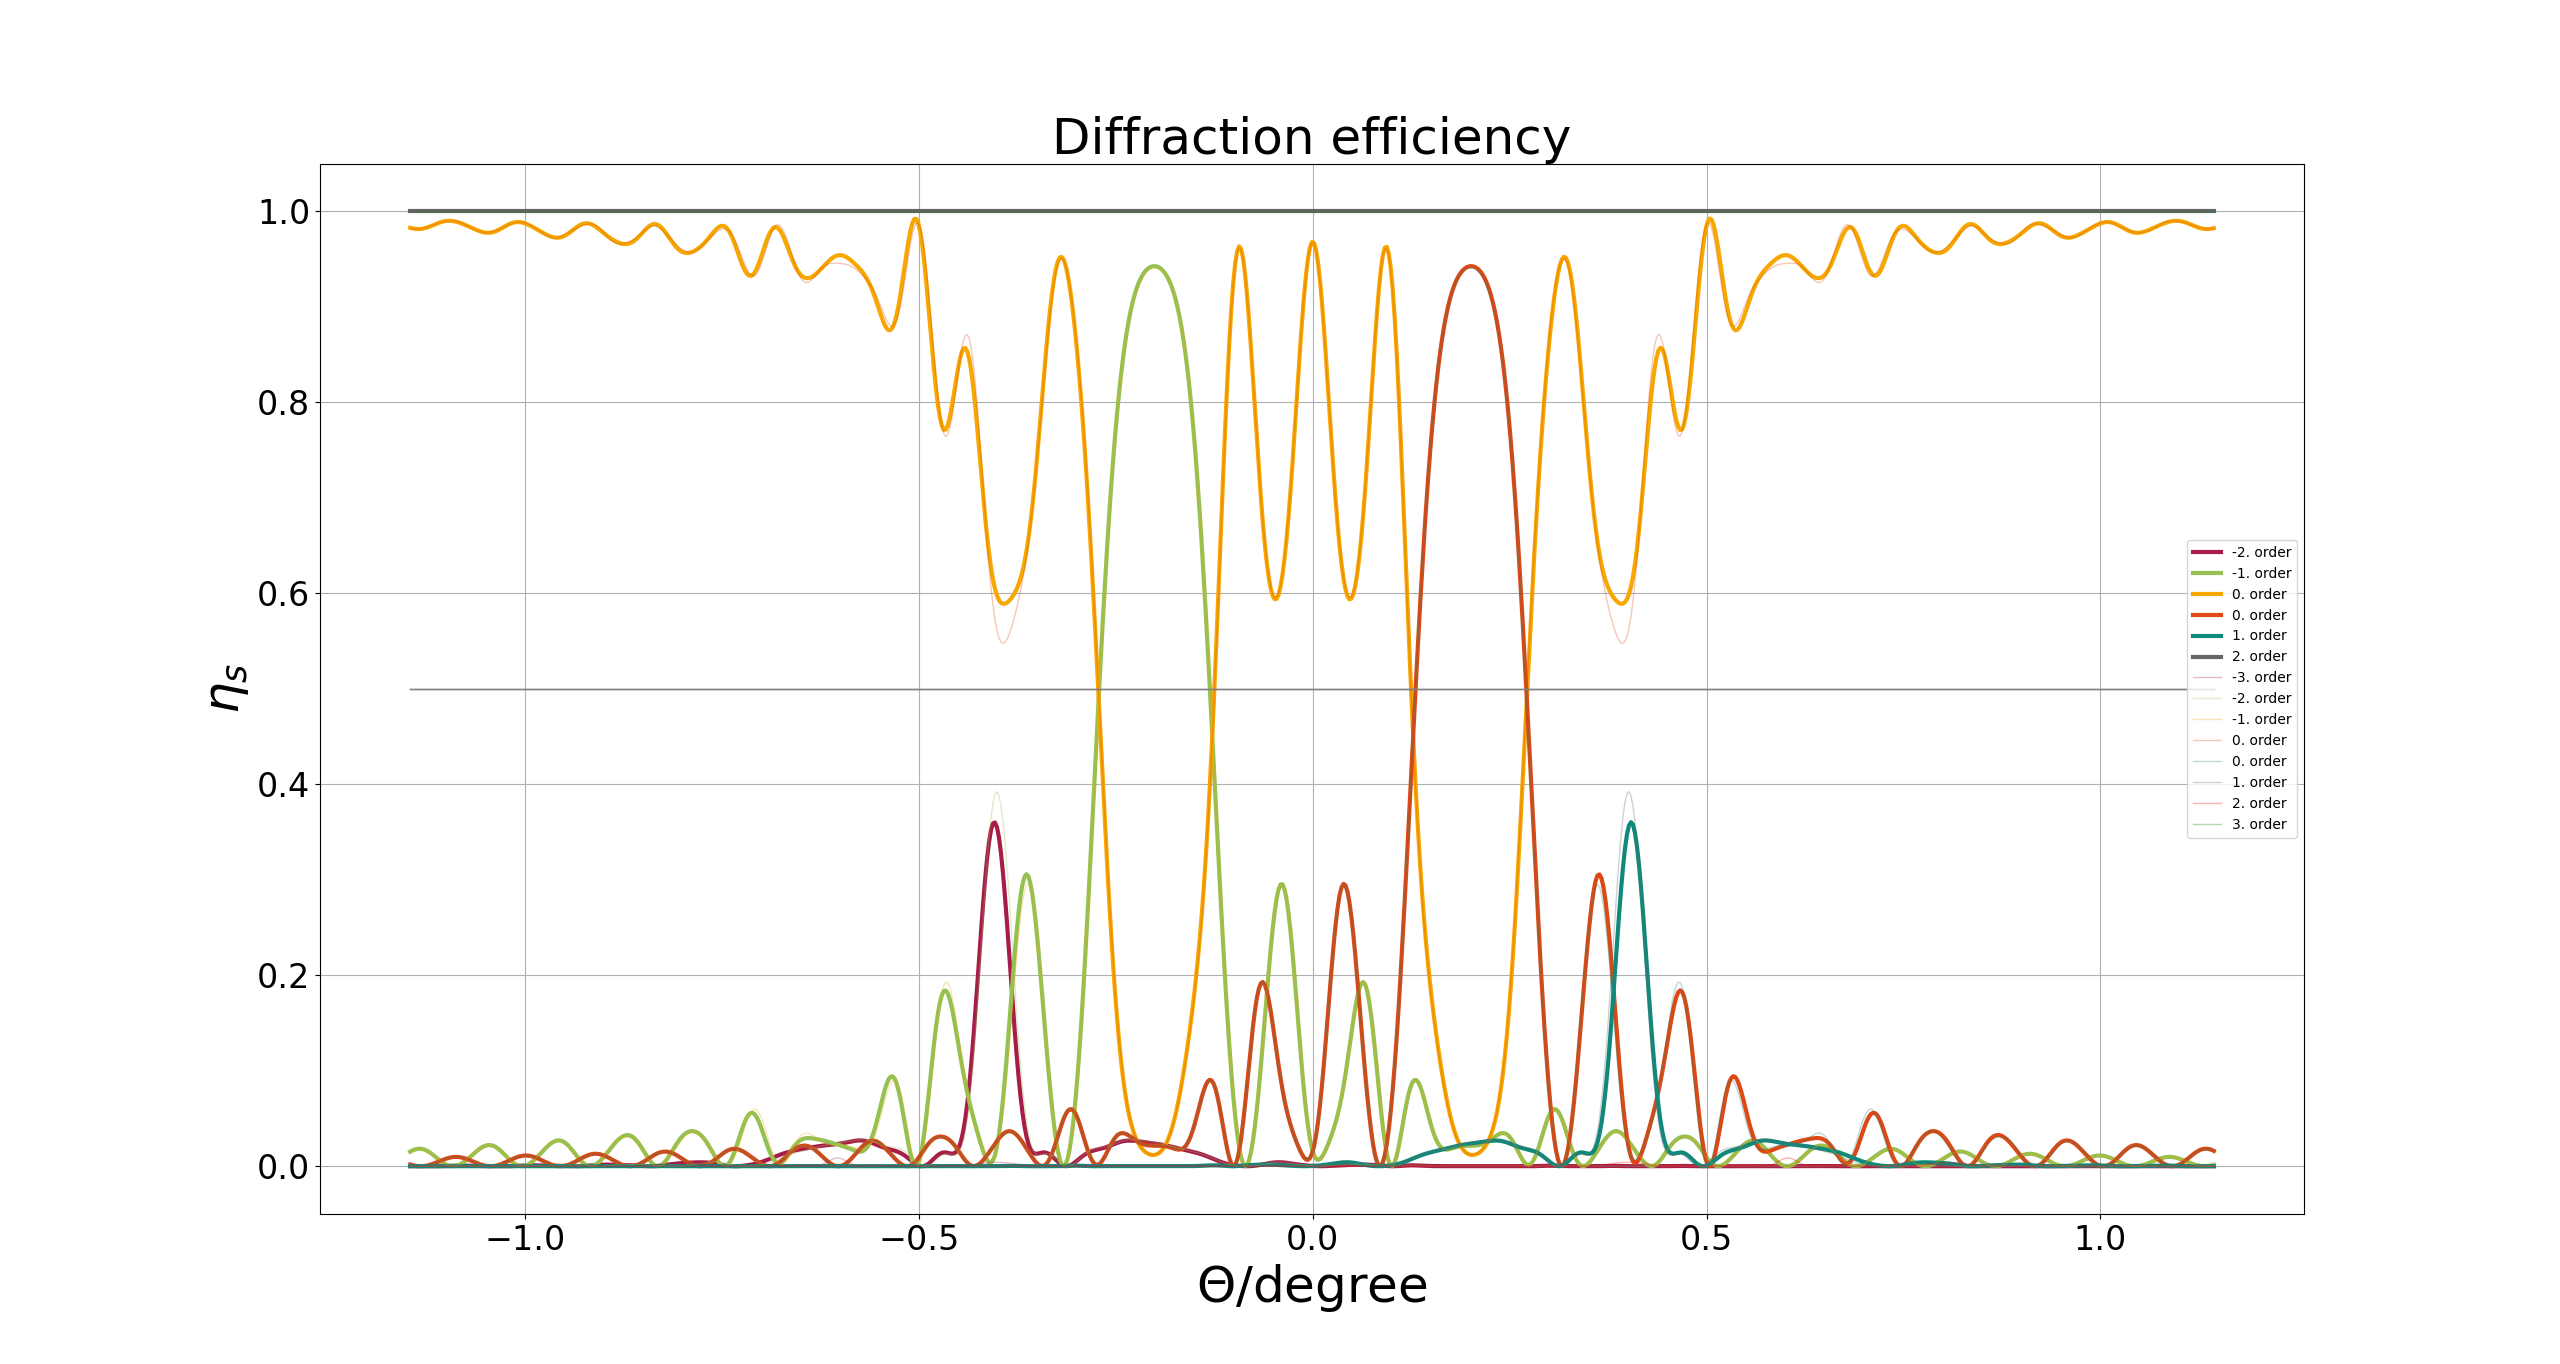 Diffraction efficiency
1.0
0.8
0.6
0.4
0.2
0.0
ηs
−1.0
−0.5
0.0
0.5
1.0
Θ/degree
-2. order
-1. order
0. order
0. order
1. order
2. order
-3. order
-2. order
-1. order
0. order
0. order
1. order
2. order
3. order